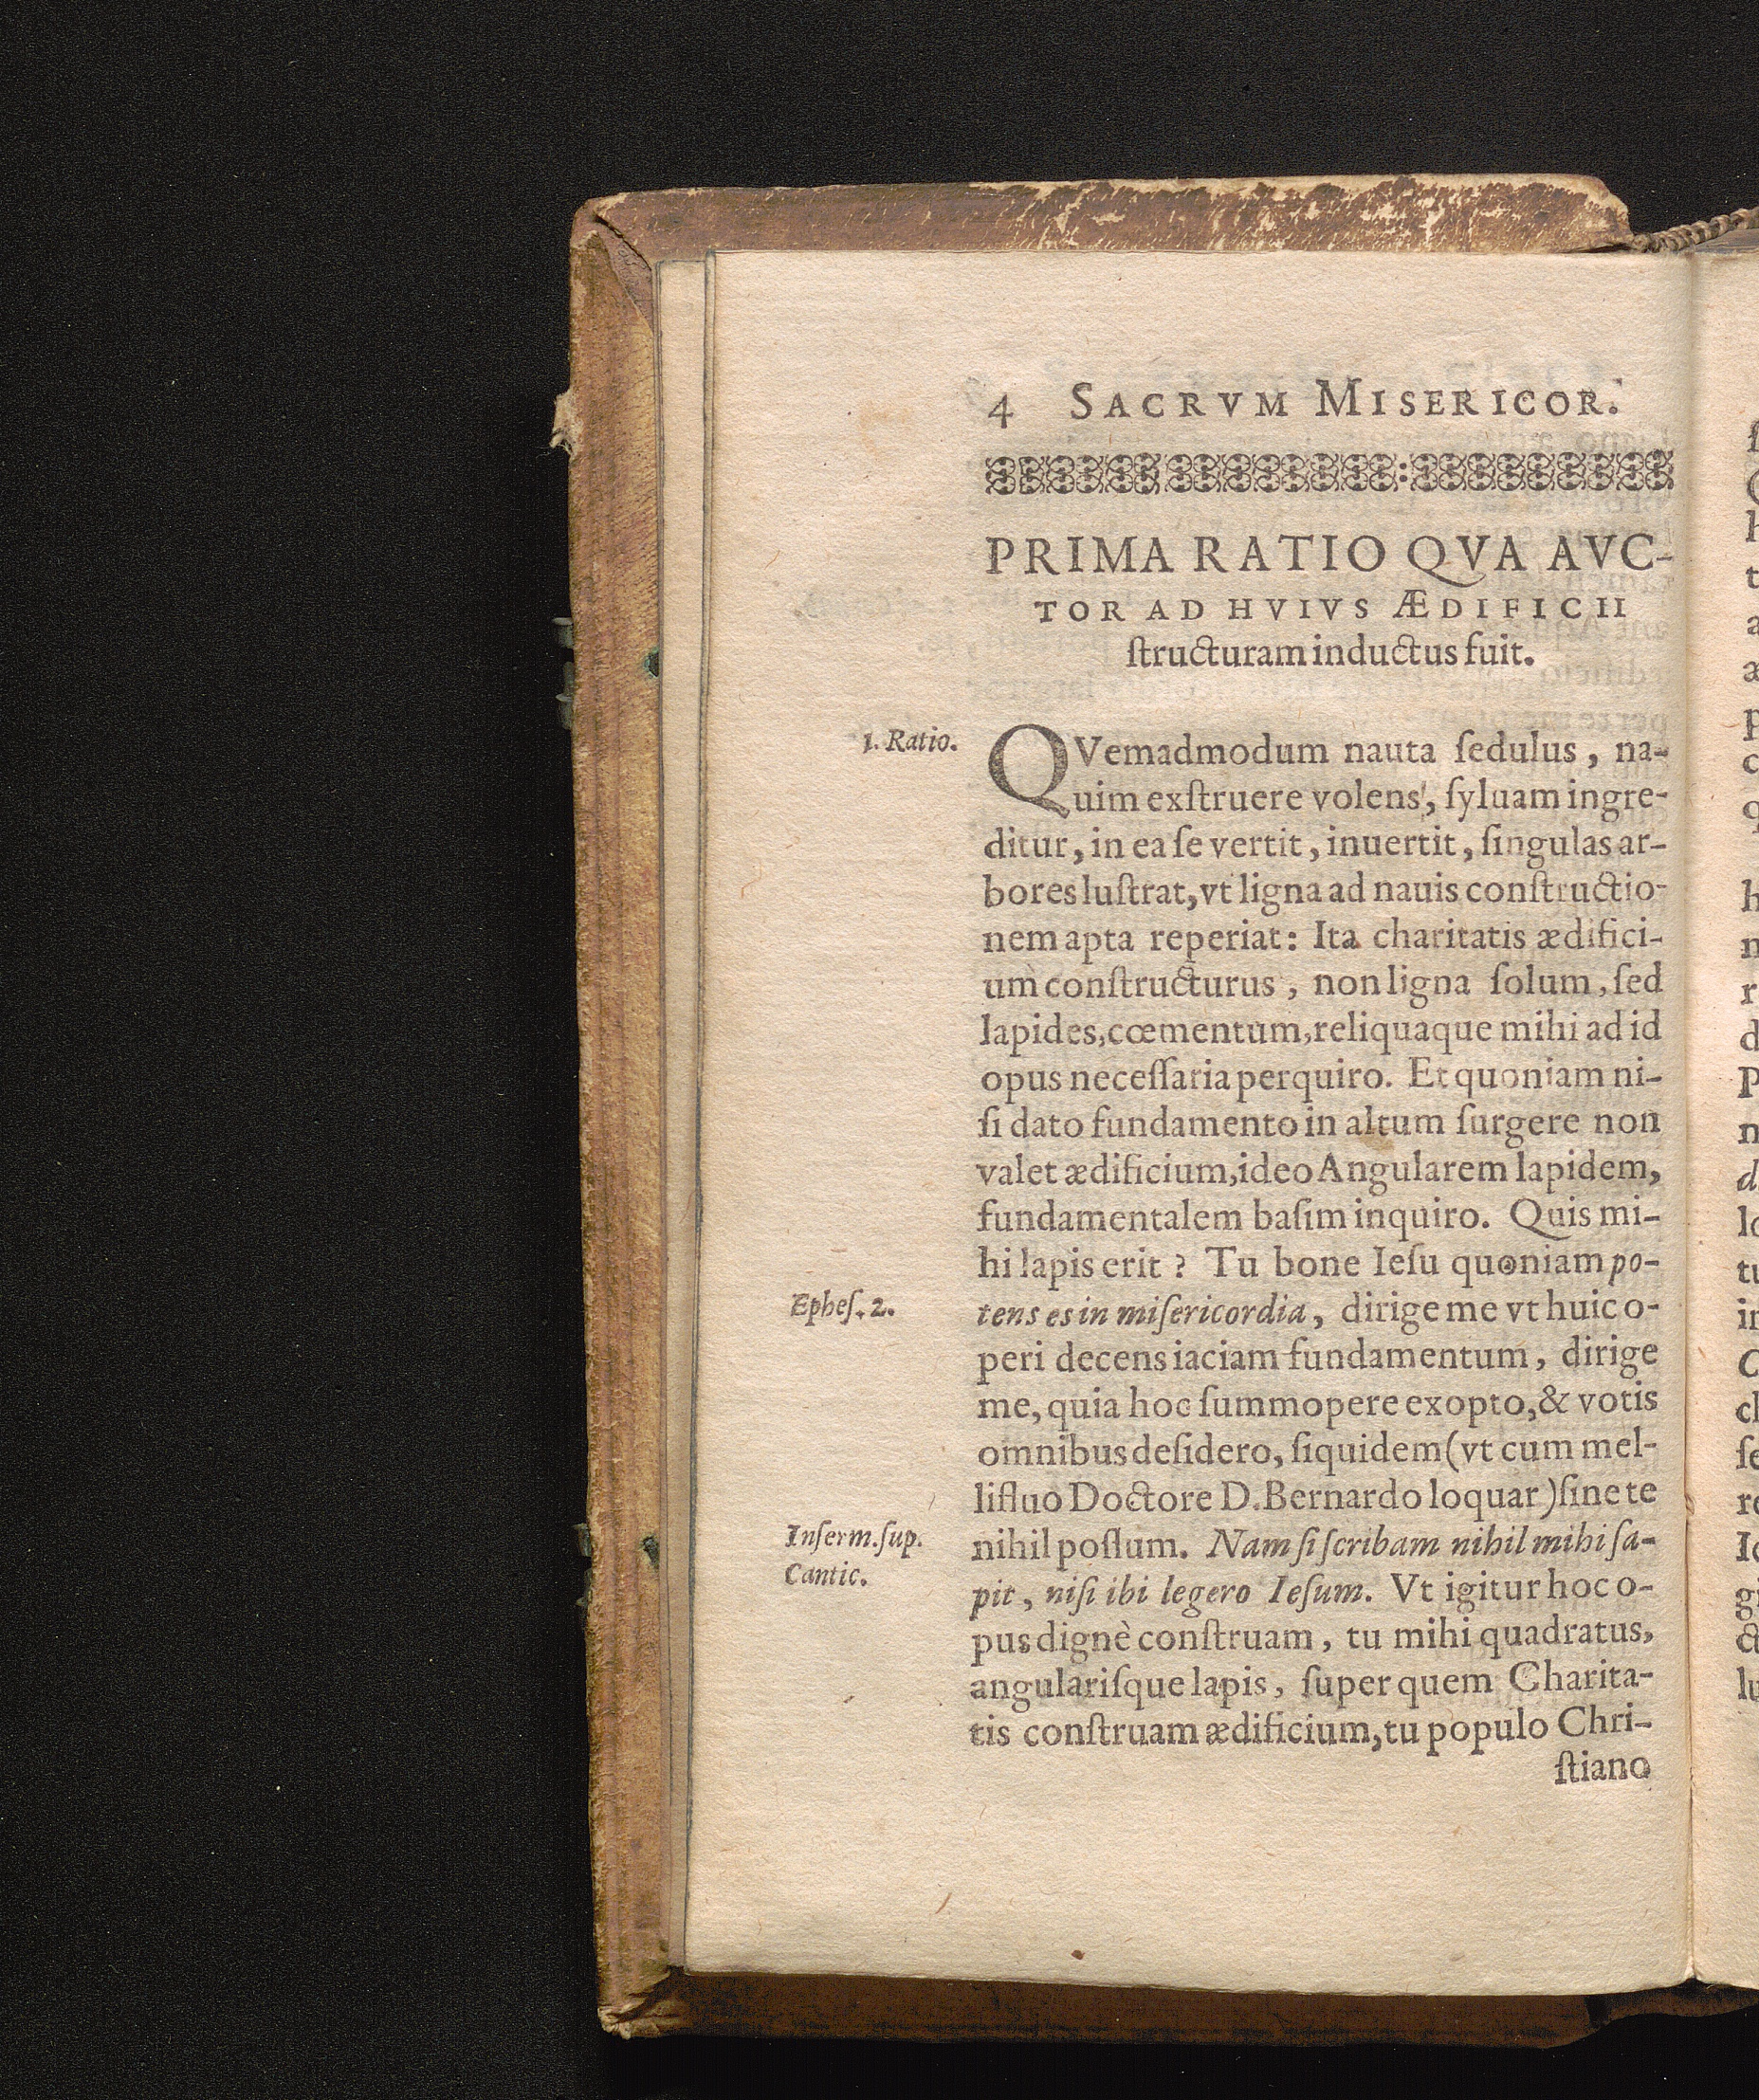 4 SACRVM MISERICOR.
PRIMA RATIO QVA AVC-
TOR AD HVIVS ÆDIFICII
ſtructuram inductus fuit.
1. Ratio.
QVemadmodum nauta ſedulus, na-
uim exſtruere volens, ſyluam ingre-
ditur, in ea ſe vertit, inuertit, ſingulas ar-
bores luſtrat, vt ligna ad nauis conſtructio-
nem apta reperiat: Ita charitatis ædifici-
um conſtructurus, non ligna ſolum, ſed
lapides, cœmentum, reliquaque mihi ad id
opus neceſſaria perquiro. Et quoniam ni-
ſi dato fundamento in altum ſurgere non
valet ædificium, ideo Angularem lapidem,
fundamentalem baſim inquiro. Quis mi-
hi lapis erit? Tu bone Ieſu quoniam po-
Epheſ. 2.
tens es in miſericordia, dirige me vt huic o-
peri decens iaciam fundamentum, dirige
me, quia hoc ſummopere exopto, & votis
omnibus deſidero, ſiquidem (vt cum mel-
lifluo Doctore D. Bernardo loquar) ſine te
In ſerm. ſup.
Cantic.
nihil poſſum. Nam ſi ſcribam nihil mihi ſa-
pit, niſi ibi legero Ieſum. Vt igitur hoc o-
pus dignè conſtruam, tu mihi quadratus,
angulariſque lapis, ſuper quem Charita-
tis conſtruam ædificium, tu populo Chri-
ſtiano